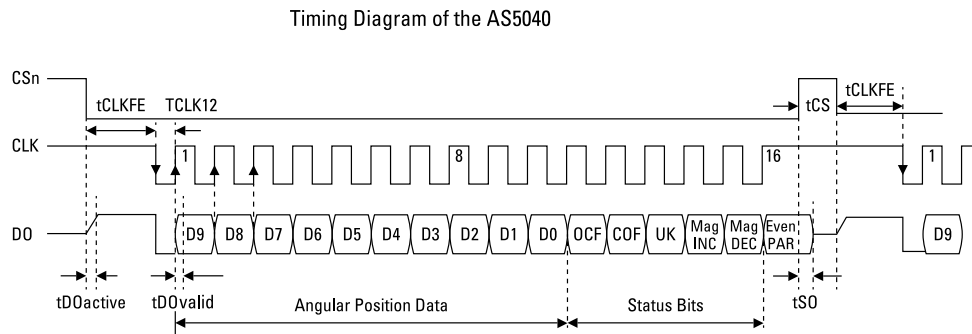 Timing Diagram of the AS5040
CSn
tCLKFE
TCLK12
tCS
tCLKFE
CLK
1
8
16
1
DO
D9
D8
D7
D6
D5
D4
D3
D2
D1
D0
OCF
COF
UK
Mag
INC
Mag
DEC
Even
PAR
D9
tDOactive
tDOvalid
Angular Position Data
Status Bits
tSO